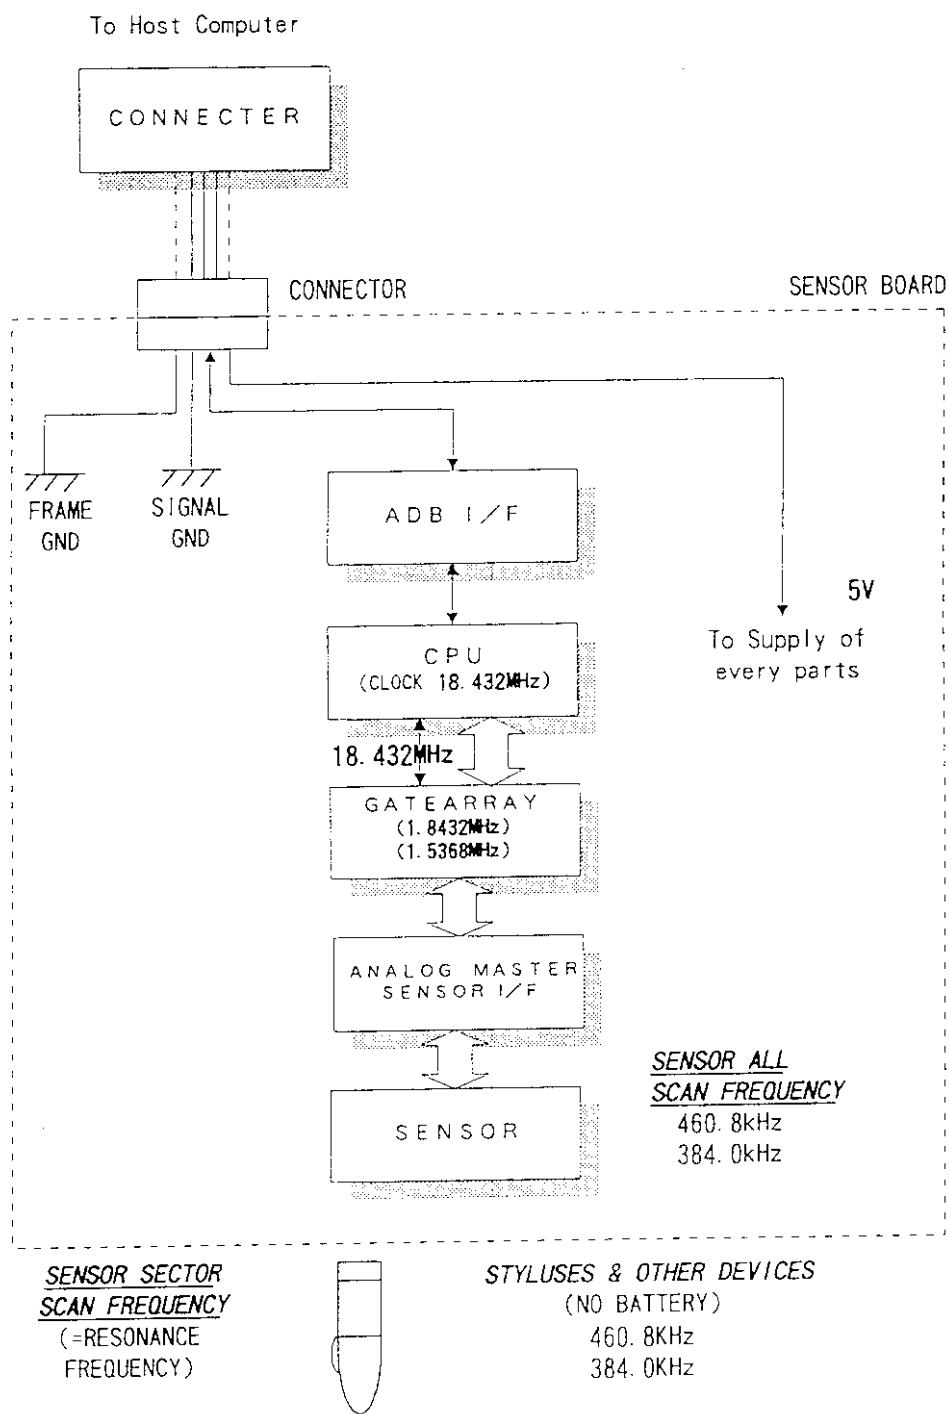 To Host Computer
CONNECTER
CONNECTOR
SENSOR BOARD
FRAME
GND
SIGNAL
GND
ADB I/F
5V
To Supply of
every parts
CPU
(CLOCK 18.432MHz)
18.432MHz
GATEARRAY
(1.8432MHz)
(1.5368MHz)
ANALOG MASTER
SENSOR I/F
SENSOR
SENSOR ALL
SCAN FREQUENCY
460.8kHz
384.0kHz
SENSOR SECTOR
SCAN FREQUENCY
(=RESONANCE
FREQUENCY)
STYLUSES & OTHER DEVICES
(NO BATTERY)
460.8KHz
384.0KHz